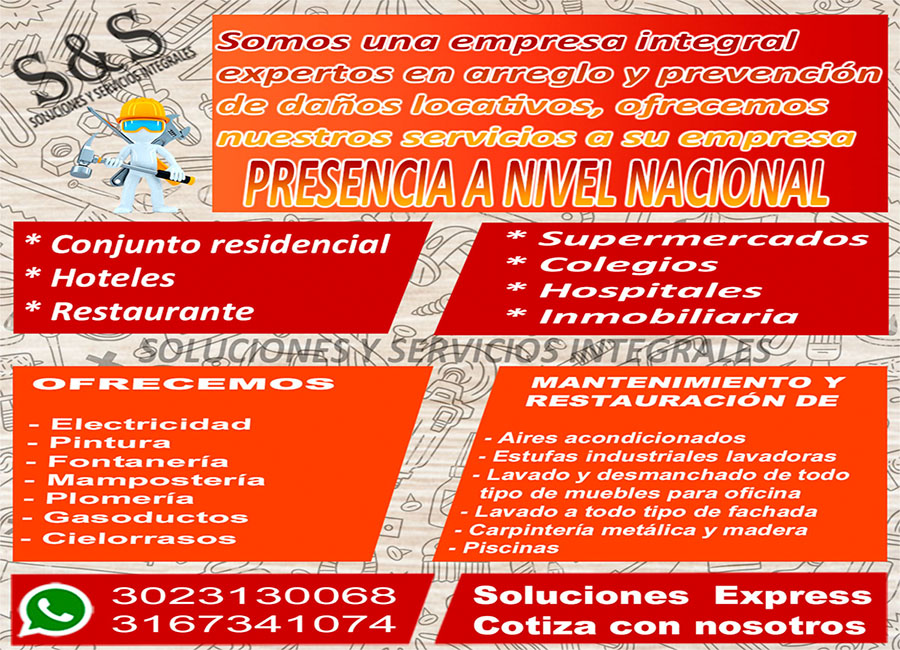 S&S
SOLUCIONES Y SERVICIOS INTEGRALES
Somos una empresa integral
expertos en arreglo y prevención
de daños locativos, ofrecemos
nuestros servicios a su empresa
PRESENCIA A NIVEL NACIONAL
* Conjunto residencial
* Hoteles
* Restaurante
* Supermercados
* Colegios
* Hospitales
* Inmobiliaria
SOLUCIONES Y SERVICIOS INTEGRALES
OFRECEMOS
- Electricidad
- Pintura
- Fontanería
- Mampostería
- Plomería
- Gasoductos
- Cielorrasos
MANTENIMIENTO Y
RESTAURACIÓN DE
- Aires acondicionados
- Estufas industriales lavadoras
- Lavado y desmanchado de todo
tipo de muebles para oficina
- Lavado a todo tipo de fachada
- Carpintería metálica y madera
- Piscinas
3023130068
3167341074
Soluciones Express
Cotiza con nosotros